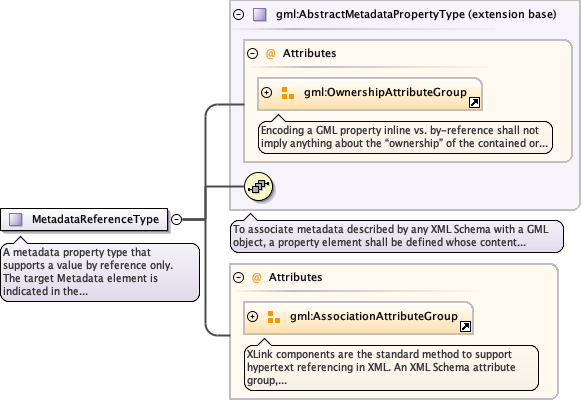 gml:AbstractMetadataPropertyType (extension base)
@ Attributes
gml:OwnershipAttributeGroup
Encoding a GML property inline vs. by-reference shall not
imply anything about the “ownership” of the contained or...
MetadataReferenceType
A metadata property type that
supports a value by reference only.
The target Metadata element is
indicated in the...
To associate metadata described by any XML Schema with a GML
object, a property element shall be defined whose content...
@ Attributes
gml:AssociationAttributeGroup
XLink components are the standard method to support
hypertext referencing in XML. An XML Schema attribute
group,...